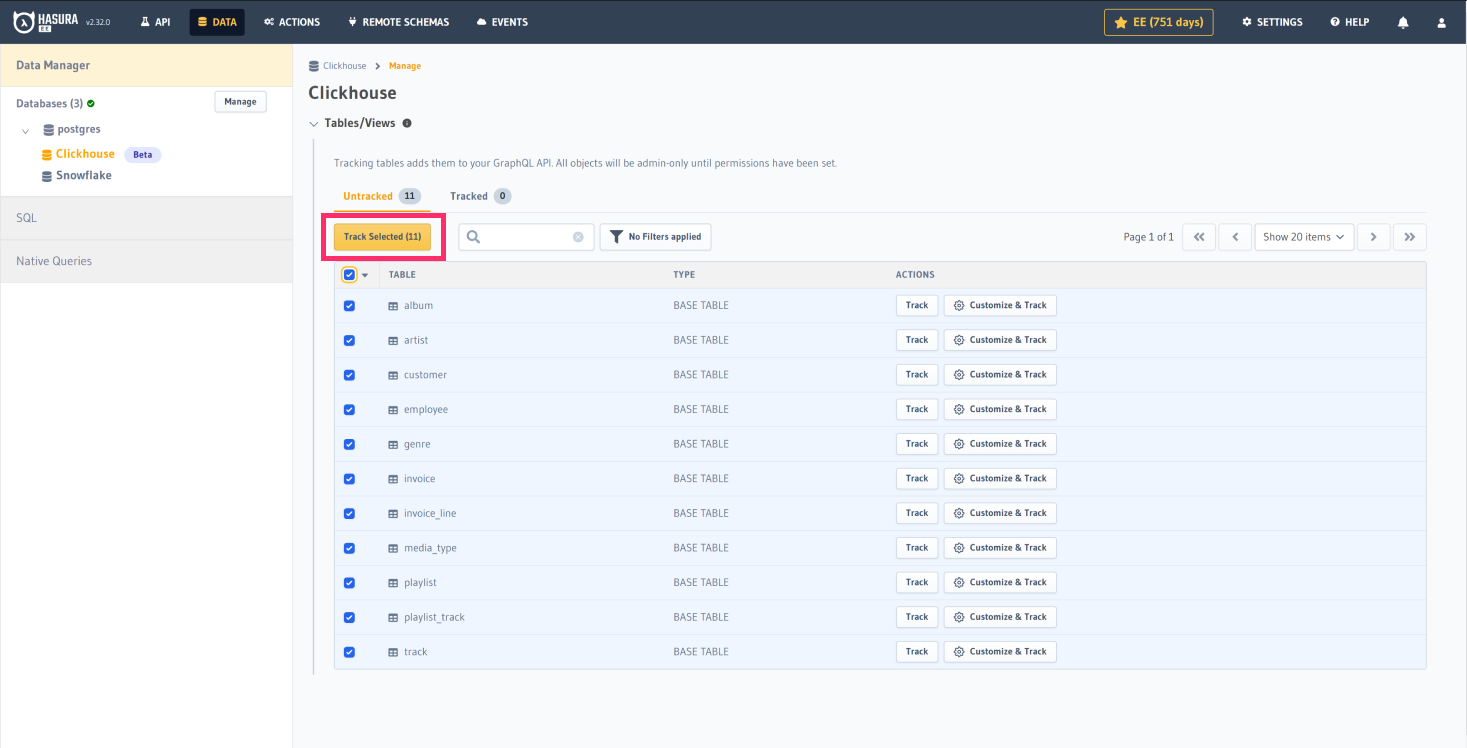 HASURA EE v2.32.0 API DATA ACTIONS REMOTE SCHEMAS EVENTS EE (751 days) SETTINGS HELP
Data Manager
Databases (3) Manage
postgres
Clickhouse Beta
Snowflake
SQL
Native Queries
Clickhouse > Manage
Clickhouse
Tables/Views
Tracking tables adds them to your GraphQL API. All objects will be admin-only until permissions have been set.
Untracked 11 Tracked 0
Track Selected (11) No Filters applied Page 1 of 1 Show 20 items
TABLE TYPE ACTIONS
album BASE TABLE Track Customize & Track
artist BASE TABLE Track Customize & Track
customer BASE TABLE Track Customize & Track
employee BASE TABLE Track Customize & Track
genre BASE TABLE Track Customize & Track
invoice BASE TABLE Track Customize & Track
invoice_line BASE TABLE Track Customize & Track
media_type BASE TABLE Track Customize & Track
playlist BASE TABLE Track Customize & Track
playlist_track BASE TABLE Track Customize & Track
track BASE TABLE Track Customize & Track